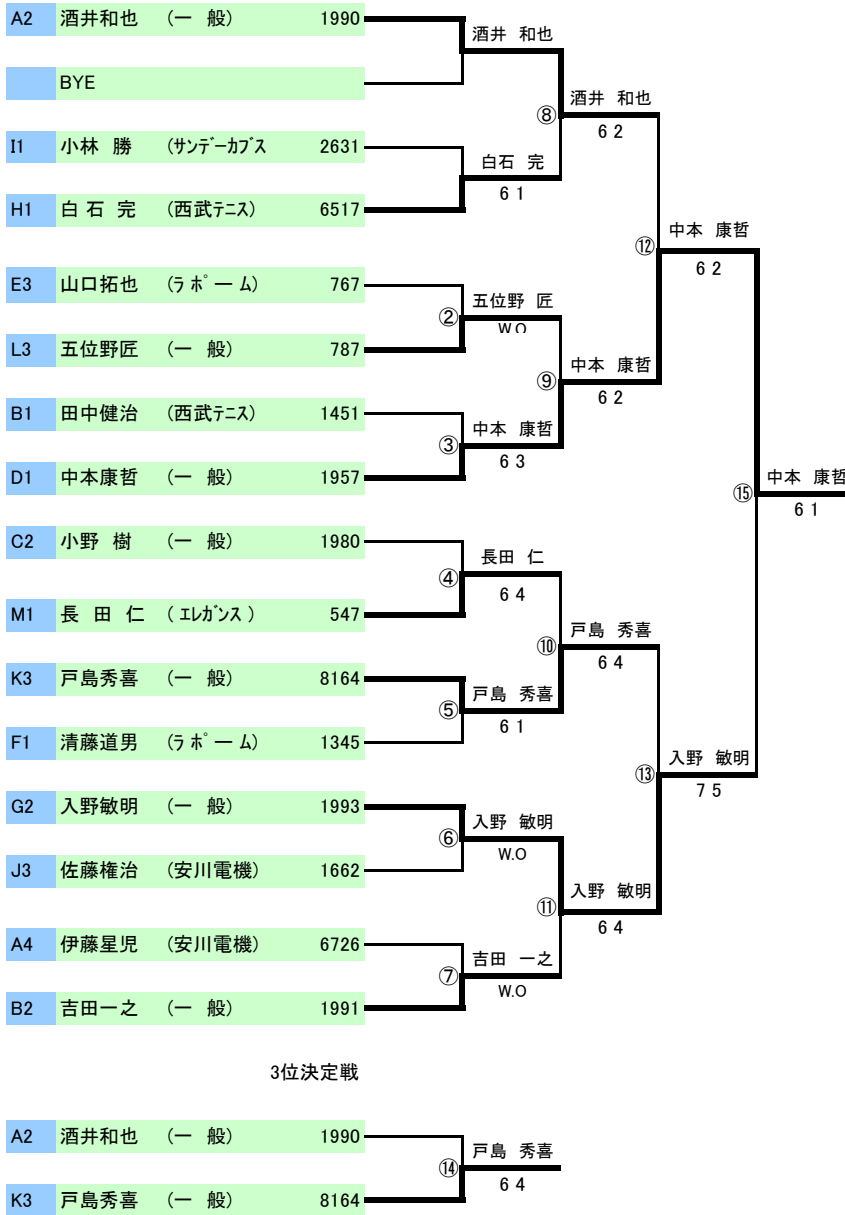 A2 酒井和也 (一 般) 1990
酒井 和也
BYE
酒井 和也
⑧
6 2
I1 小林 勝 (サンデーカブス 2631
白石 完
6 1
H1 白 石 完 (西武テニス) 6517
中本 康哲
⑫
6 2
E3 山口拓也 (ラポーム) 767
五位野 匠
②
W.O
L3 五位野匠 (一 般) 787
中本 康哲
⑨
6 2
B1 田中健治 (西武テニス) 1451
中本 康哲
③
6 3
D1 中本康哲 (一 般) 1957
中本 康哲
⑮
6 1
C2 小野 樹 (一 般) 1980
長田 仁
④
6 4
M1 長 田 仁 (エレガンス) 547
戸島 秀喜
⑩
6 4
K3 戸島秀喜 (一 般) 8164
戸島 秀喜
⑤
6 1
F1 清藤道男 (ラポーム) 1345
入野 敏明
⑬
7 5
G2 入野敏明 (一 般) 1993
入野 敏明
⑥
W.O
J3 佐藤権治 (安川電機) 1662
入野 敏明
⑪
6 4
A4 伊藤星児 (安川電機) 6726
吉田 一之
⑦
W.O
B2 吉田一之 (一 般) 1991
3位決定戦
A2 酒井和也 (一 般) 1990
戸島 秀喜
⑭
6 4
K3 戸島秀喜 (一 般) 8164